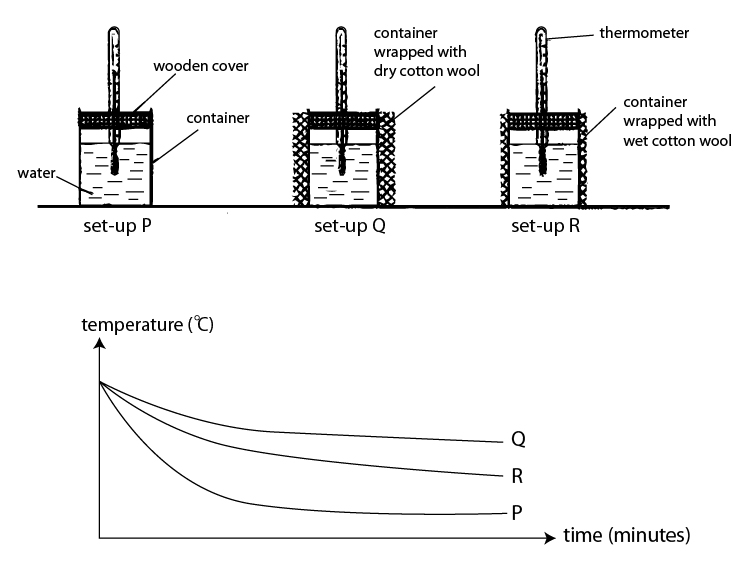 container
wrapped with
dry cotton wool
thermometer
wooden cover
container
container
wrapped with
wet cotton wool
water
set-up P
set-up Q
set-up R
temperature (℃)
Q
R
P
time (minutes)